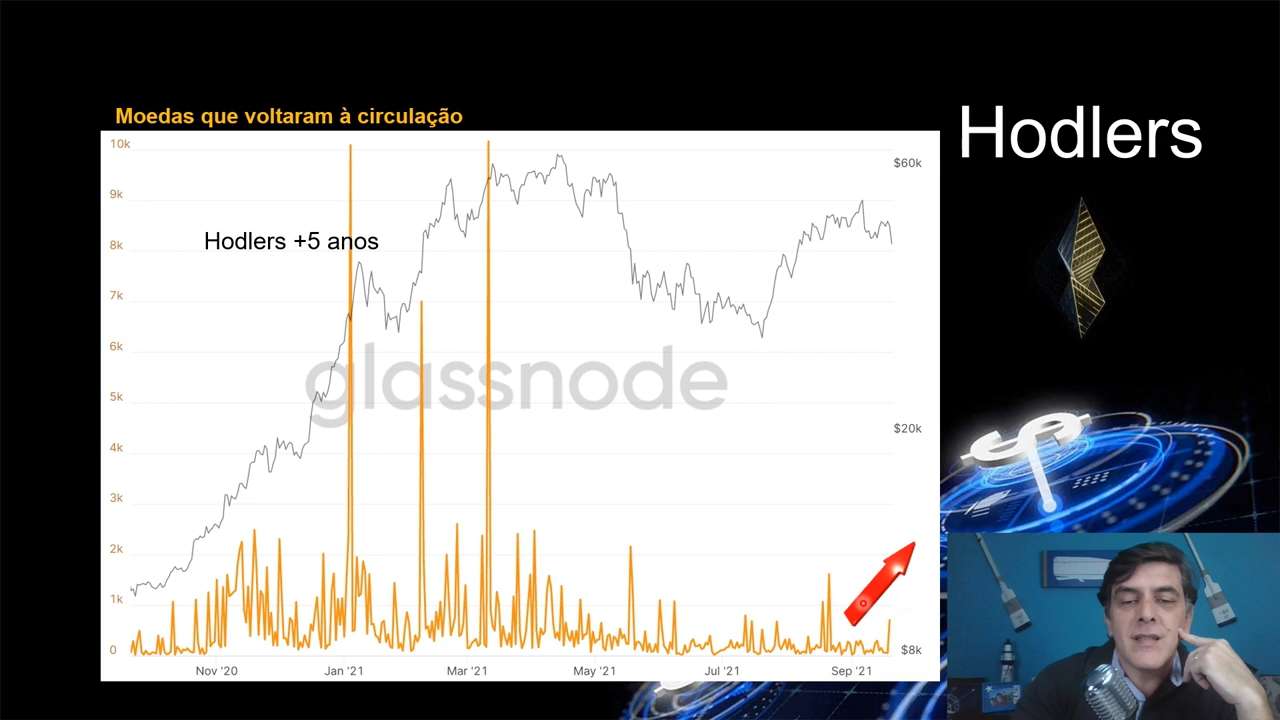 Hodlers
Moedas que voltaram à circulação
Hodlers +5 anos
glassnode
10k
9k
8k
7k
6k
5k
4k
3k
2k
1k
0
$60k
$20k
$8k
Nov '20
Jan '21
Mar '21
May '21
Jul '21
Sep '21